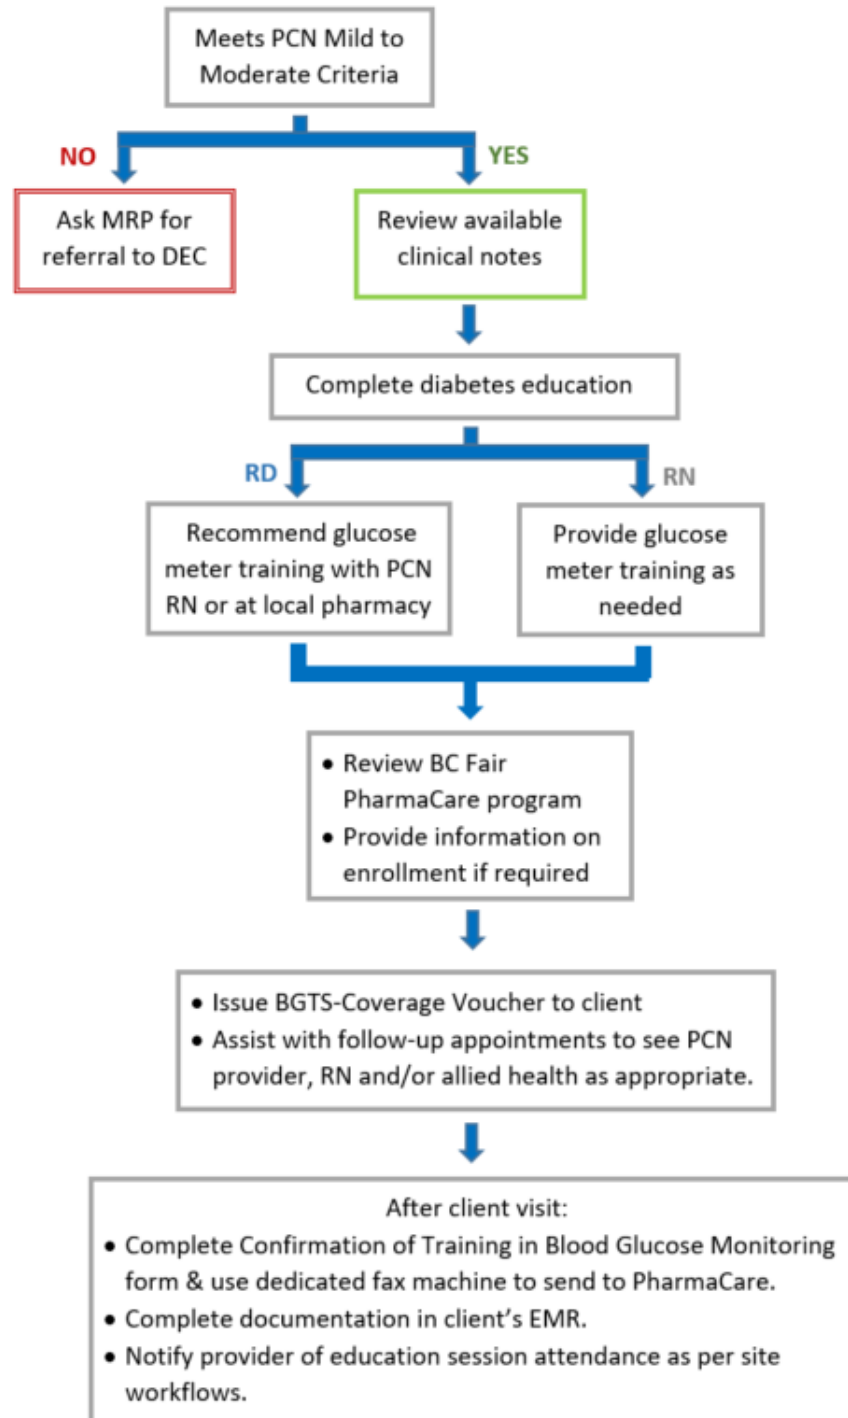 Meets PCN Mild to
Moderate Criteria
NO
YES
Ask MRP for
referral to DEC
Review available
clinical notes
Complete diabetes education
RD
RN
Recommend glucose
meter training with PCN
RN or at local pharmacy
Provide glucose
meter training as
needed
• Review BC Fair
PharmaCare program
• Provide information on
enrollment if required
• Issue BGTS-Coverage Voucher to client
• Assist with follow-up appointments to see PCN
provider, RN and/or allied health as appropriate.
After client visit:
• Complete Confirmation of Training in Blood Glucose Monitoring
form & use dedicated fax machine to send to PharmaCare.
• Complete documentation in client’s EMR.
• Notify provider of education session attendance as per site
workflows.